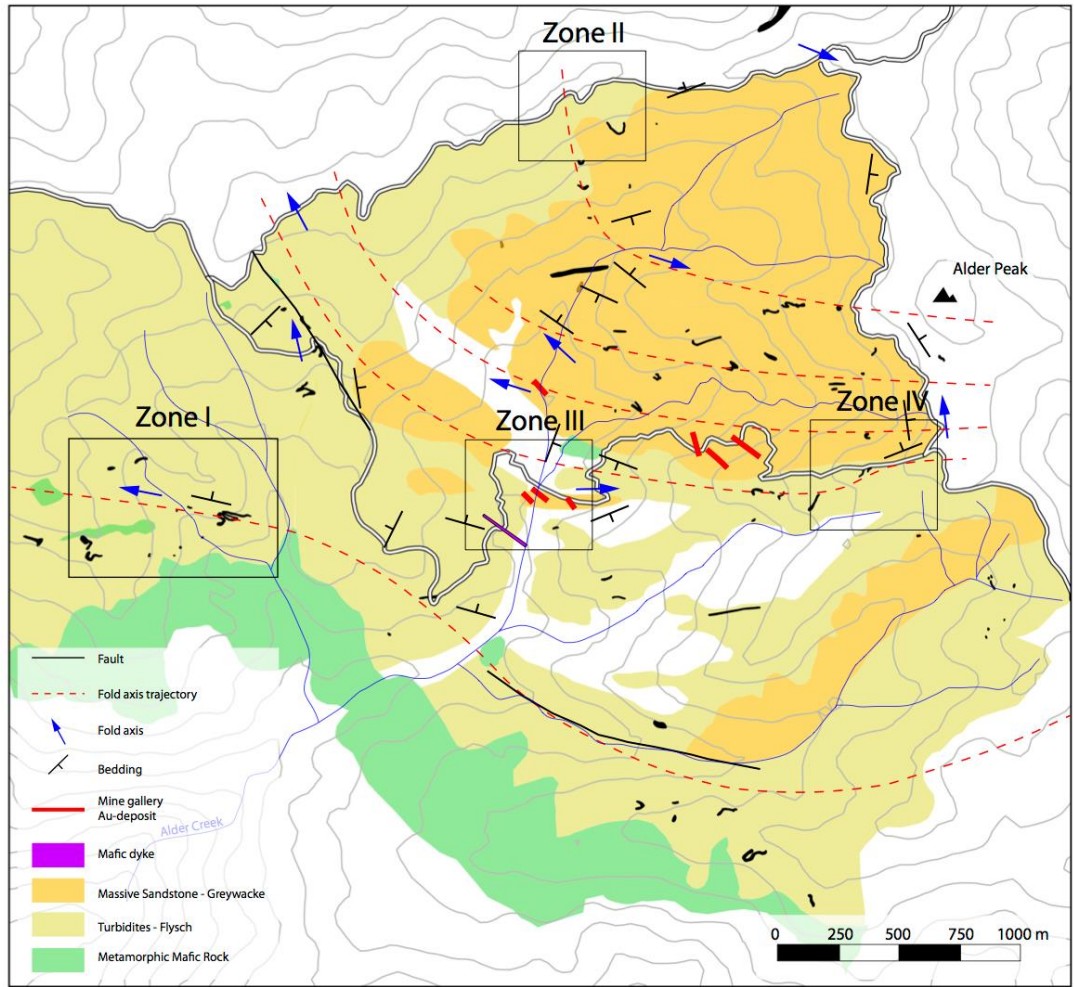 Zone II
Alder Peak
Zone I
Zone III
Zone IV
Fault
Fold axis trajectory
Fold axis
Bedding
Mine gallery
Au-deposit
Alder Creek
Mafic dyke
Massive Sandstone - Greywacke
Turbidites - Flysch
Metamorphic Mafic Rock
0 250 500 750 1000 m